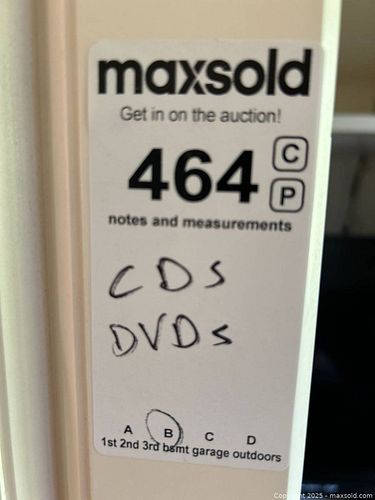 maxsold
Get in on the auction!
464 C
P
notes and measurements
CDS
DVDs
A B C D
1st 2nd 3rd bsmt garage outdoors
Copyright © 2025 - maxsold.com